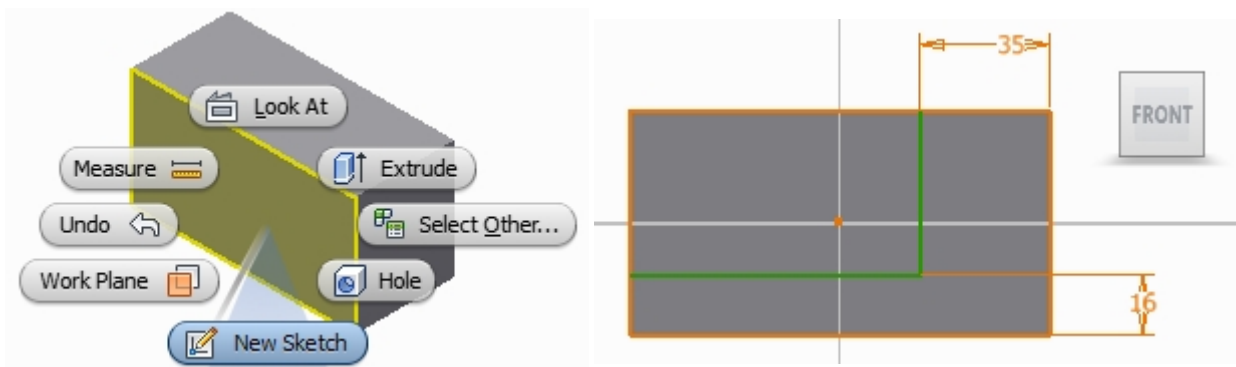 Look At
Measure
Extrude
Undo
Select Other...
Work Plane
Hole
New Sketch
35
FRONT
16